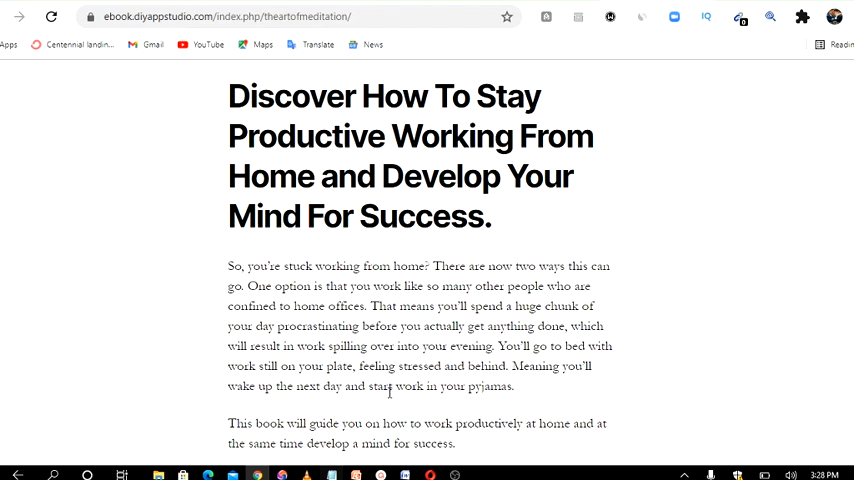 ebook.diyappstudio.com/index.php/theartofmeditation/
IQ
0
Apps
Centennial landin...
Gmail
YouTube
Maps
Translate
News
Readin
Discover How To Stay
Productive Working From
Home and Develop Your
Mind For Success.
So, you're stuck working from home? There are now two ways this can
go. One option is that you work like so many other people who are
confined to home offices. That means you'll spend a huge chunk of
your day procrastinating before you actually get anything done, which
will result in work spilling over into your evening. You'll go to bed with
work still on your plate, feeling stressed and behind. Meaning you'll
wake up the next day and start work in your pyjamas.
This book will guide you on how to work productively at home and at
the same time develop a mind for success.
3:28 PM